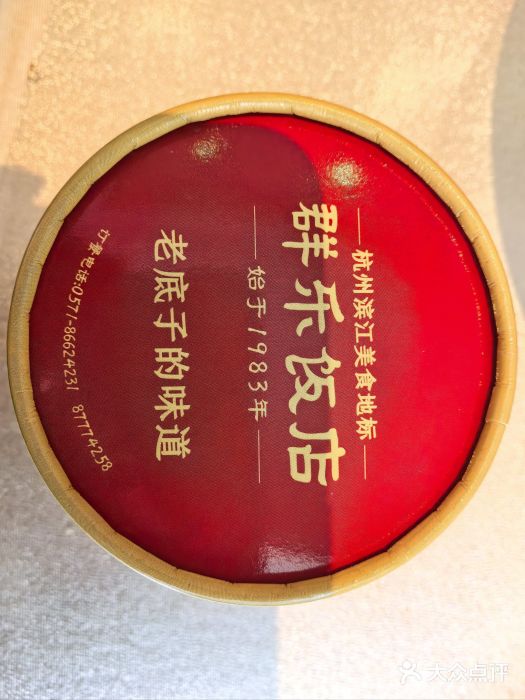 杭州滨江美食地标
群乐饭店
始于1983年
老底子的味道
订餐电话:0571-86624231 87774258
大众点评